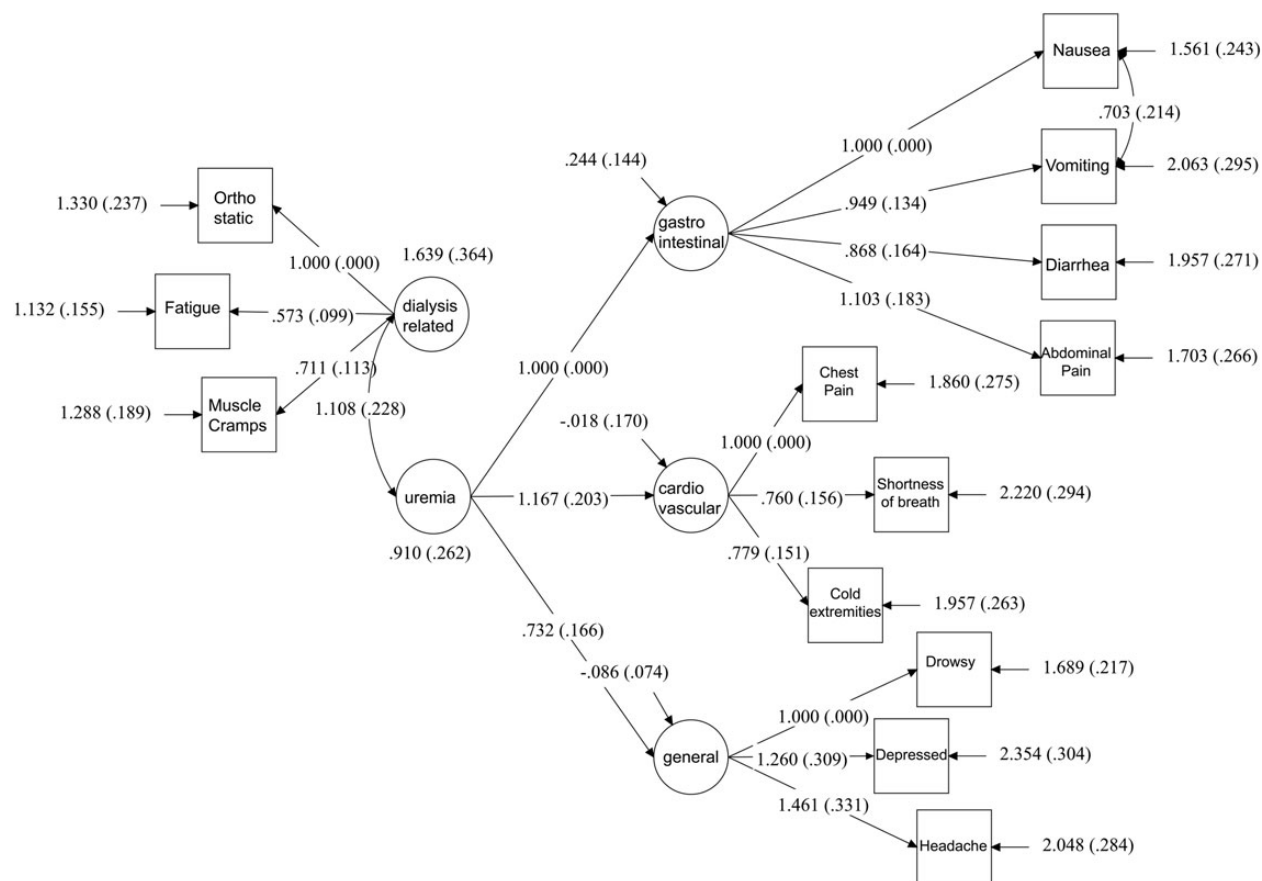 Nausea
1.561 (.243)
.703 (.214)
1.000 (.000)
.244 (.144)
Vomiting
2.063 (.295)
1.330 (.237)
Ortho
static
.949 (.134)
gastro
intestinal
.868 (.164)
Diarrhea
1.957 (.271)
1.000 (.000)
1.639 (.364)
1.103 (.183)
1.132 (.155)
Fatigue
.573 (.099)
dialysis
related
Abdominal
Pain
1.703 (.266)
.711 (.113)
1.000 (.000)
Chest
Pain
1.860 (.275)
1.288 (.189)
Muscle
Cramps
1.108 (.228)
-.018 (.170)
1.000 (.000)
uremia
1.167 (.203)
cardio
vascular
.760 (.156)
Shortness
of breath
2.220 (.294)
.910 (.262)
.779 (.151)
Cold
extremities
1.957 (.263)
.732 (.166)
-.086 (.074)
Drowsy
1.689 (.217)
1.000 (.000)
general
1.260 (.309)
Depressed
2.354 (.304)
1.461 (.331)
Headache
2.048 (.284)